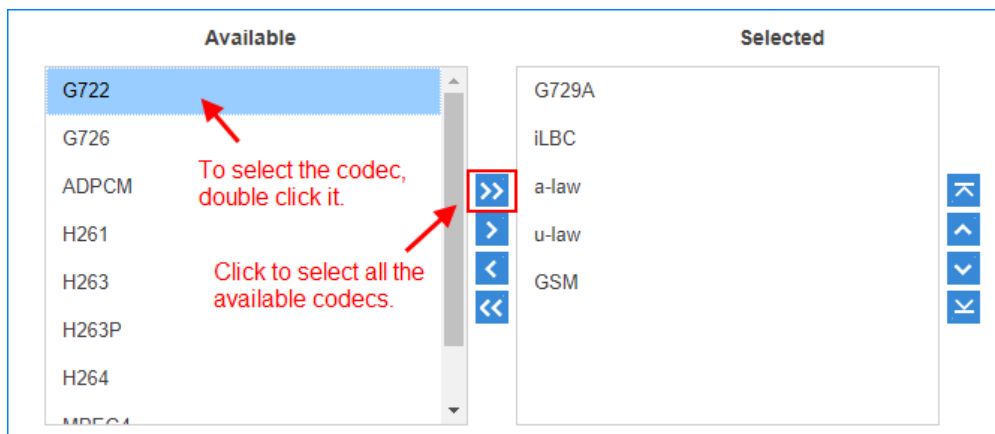 Available
Selected
G722
G726
ADPCM
H261
H263
H263P
H264
MPEG4
To select the codec,
double click it.
Click to select all the
available codecs.
G729A
iLBC
a-law
u-law
GSM